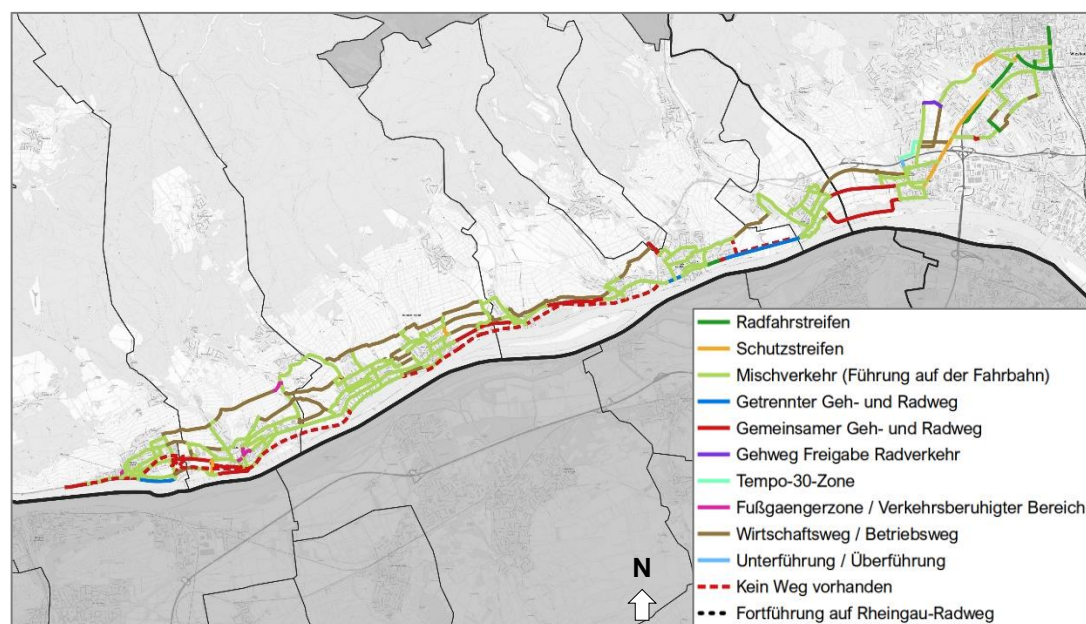 N
Radfahrstreifen
Schutzstreifen
Mischverkehr (Führung auf der Fahrbahn)
Getrennter Geh- und Radweg
Gemeinsamer Geh- und Radweg
Gehweg Freigabe Radverkehr
Tempo-30-Zone
Fußgaengerzone / Verkehrsberuhigter Bereich
Wirtschaftsweg / Betriebsweg
Unterführung / Überführung
Kein Weg vorhanden
Fortführung auf Rheingau-Radweg